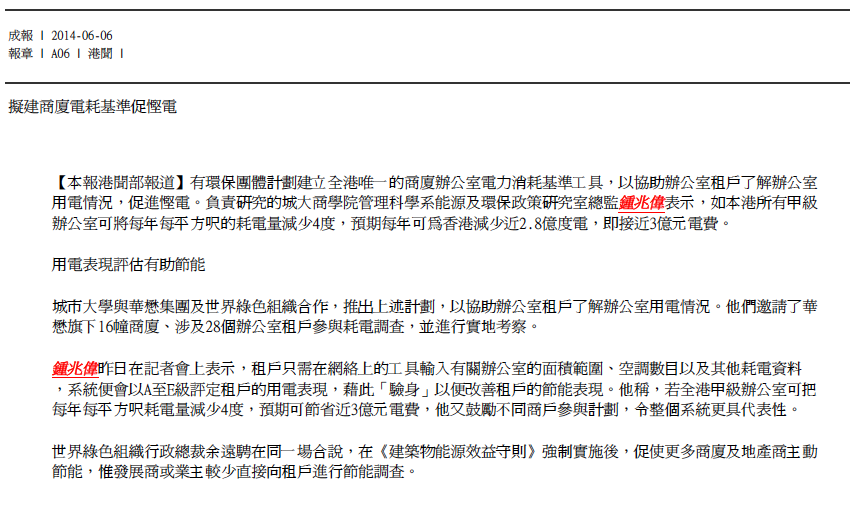 成報 | 2014-06-06
報章 | A06 | 港聞 |
擬建商廈電耗基準促慳電
【本報港聞部報道】有環保團體計劃建立全港唯一的商廈辦公室電力消耗基準工具，以協助辦公室租戶了解辦公室
用電情況，促進慳電。負責研究的城大商學院管理科學系能源及環保政策研究室總監鍾兆偉表示，如本港所有甲級
辦公室可將每年每平方呎的耗電量減少4度，預期每年可為香港減少近2.8億度電，即接近3億元電費。
用電表現評估有助節能
城市大學與華懋集團及世界綠色組織合作，推出上述計劃，以協助辦公室租戶了解辦公室用電情況。他們邀請了華
懋旗下16幢商廈、涉及28個辦公室租戶參與耗電調查，並進行實地考察。
鍾兆偉昨日在記者會上表示，租戶只需在網絡上的工具輸入有關辦公室的面積範圍、空調數目以及其他耗電資料
，系統便會以A至E級評定租戶的用電表現，藉此「驗身」以便改善租戶的節能表現。他稱，若全港甲級辦公室可把
每年每平方呎耗電量減少4度，預期可節省近3億元電費，他又鼓勵不同商戶參與計劃，令整個系統更具代表性。
世界綠色組織行政總裁余遠騁在同一場合說，在《建築物能源效益守則》強制實施後，促使更多商廈及地產商主動
節能，惟發展商或業主較少直接向租戶進行節能調查。